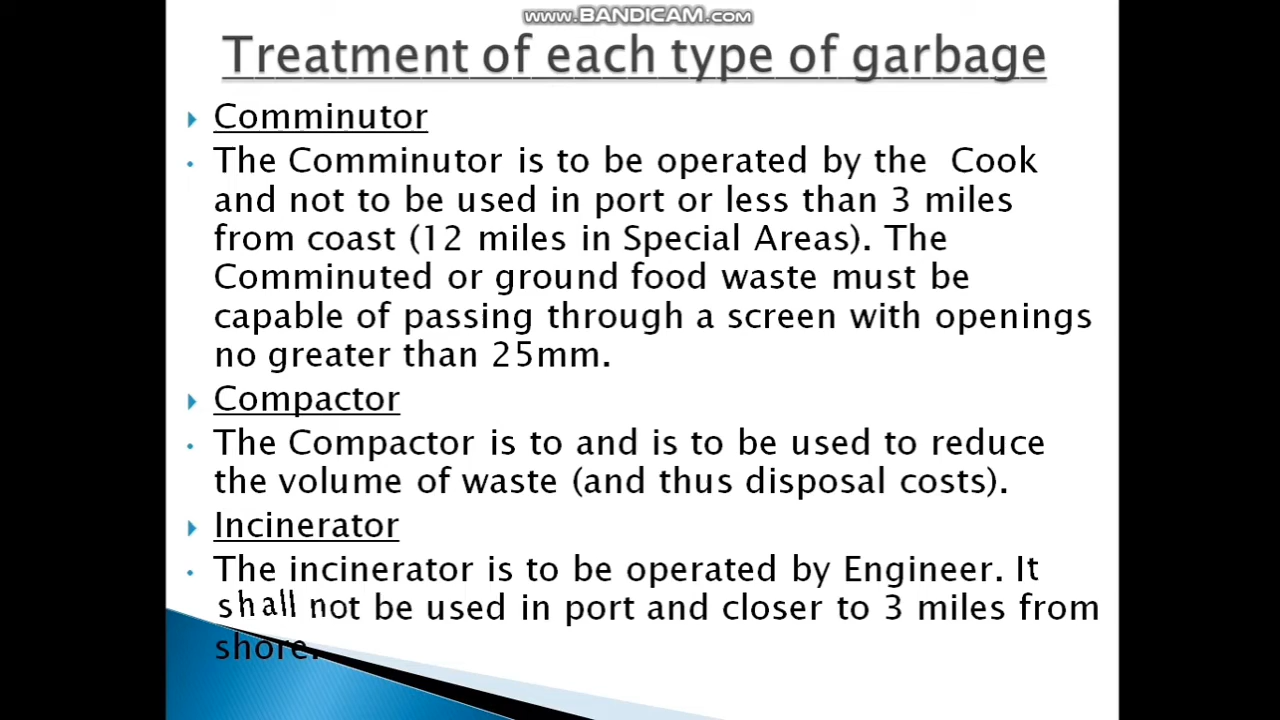 www.BANDICAM.com
Treatment of each type of garbage
Comminutor
The Comminutor is to be operated by the Cook
and not to be used in port or less than 3 miles
from coast (12 miles in Special Areas). The
Comminuted or ground food waste must be
capable of passing through a screen with openings
no greater than 25mm.
Compactor
The Compactor is to and is to be used to reduce
the volume of waste (and thus disposal costs).
Incinerator
The incinerator is to be operated by Engineer. It
shall not be used in port and closer to 3 miles from
shore.